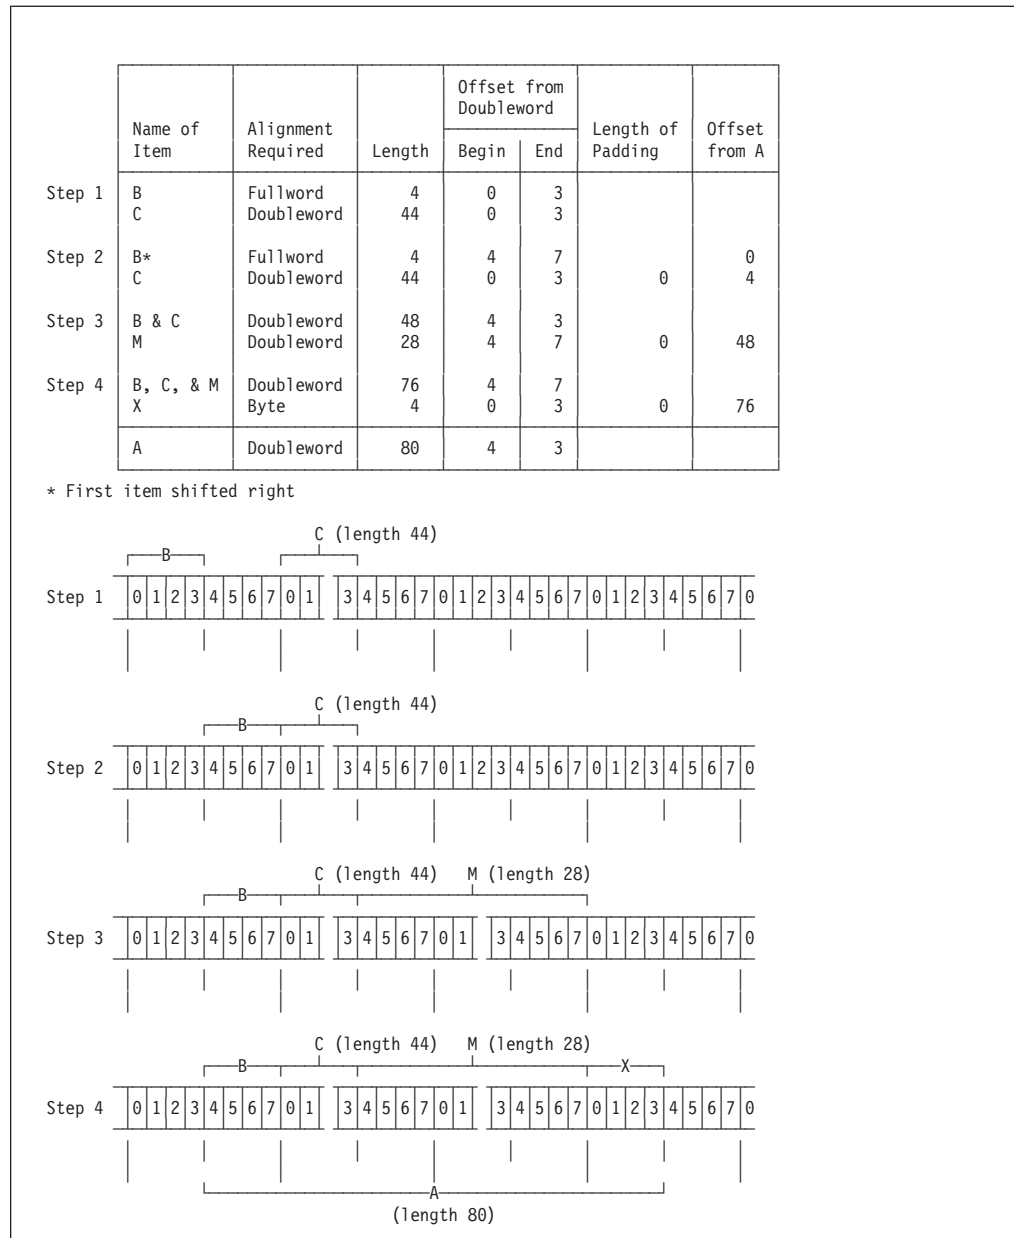 Offset from
Doubleword
Name of Alignment Length of Offset
Item Required Length Begin End Padding from A
Step 1 B Fullword 4 0 3
C Doubleword 44 0 3
Step 2 B* Fullword 4 4 7 0
C Doubleword 44 0 3 0 4
Step 3 B & C Doubleword 48 4 3
M Doubleword 28 4 7 0 48
Step 4 B, C, & M Doubleword 76 4 7
X Byte 4 0 3 0 76
A Doubleword 80 4 3
* First item shifted right
C (length 44)
B
Step 1 0 1 2 3 4 5 6 7 0 1 3 4 5 6 7 0 1 2 3 4 5 6 7 0 1 2 3 4 5 6 7 0
C (length 44)
B
Step 2 0 1 2 3 4 5 6 7 0 1 3 4 5 6 7 0 1 2 3 4 5 6 7 0 1 2 3 4 5 6 7 0
C (length 44) M (length 28)
B
Step 3 0 1 2 3 4 5 6 7 0 1 3 4 5 6 7 0 1 3 4 5 6 7 0 1 2 3 4 5 6 7 0
C (length 44) M (length 28)
B X
Step 4 0 1 2 3 4 5 6 7 0 1 3 4 5 6 7 0 1 3 4 5 6 7 0 1 2 3 4 5 6 7 0
A
(length 80)